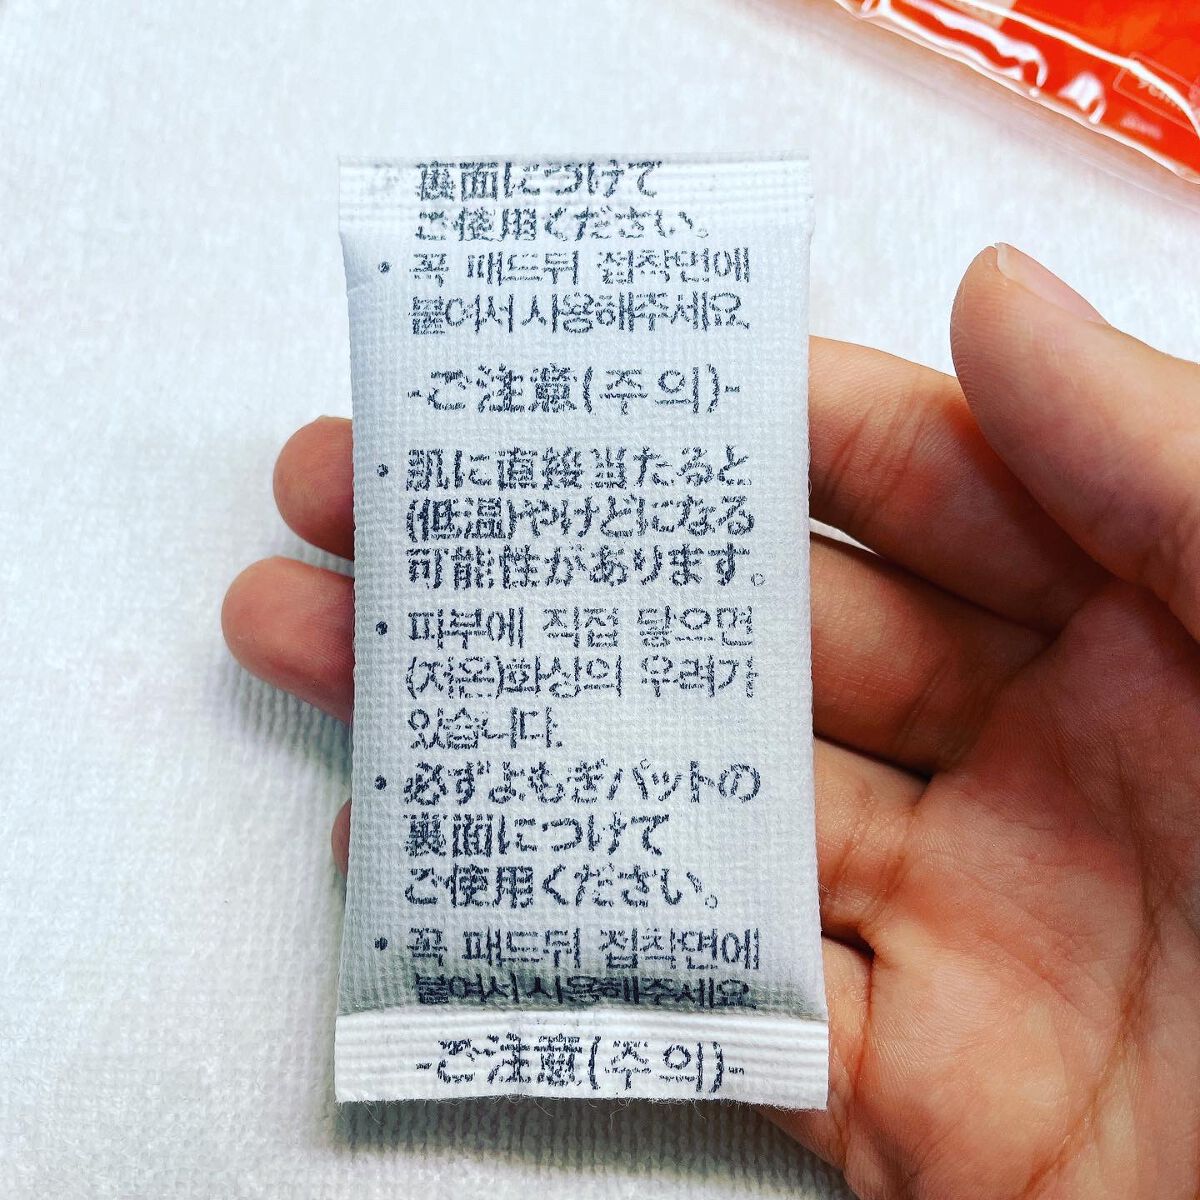 裏面につけて
ご使用ください。
• 꼭 패드뒤 접착면에
붙여서 사용해주세요.
-ご注意(주의)-
• 肌に直接当たると
(低温)やけどになる
可能性があります。
• 피부에 직접 닿으면
(저온)화상의 우려가
있습니다.
• 必ずよもぎパットの
裏面につけて
ご使用ください。
• 꼭 패드뒤 접착면에
붙여서 사용해주세요.
-ご注意(주의)-